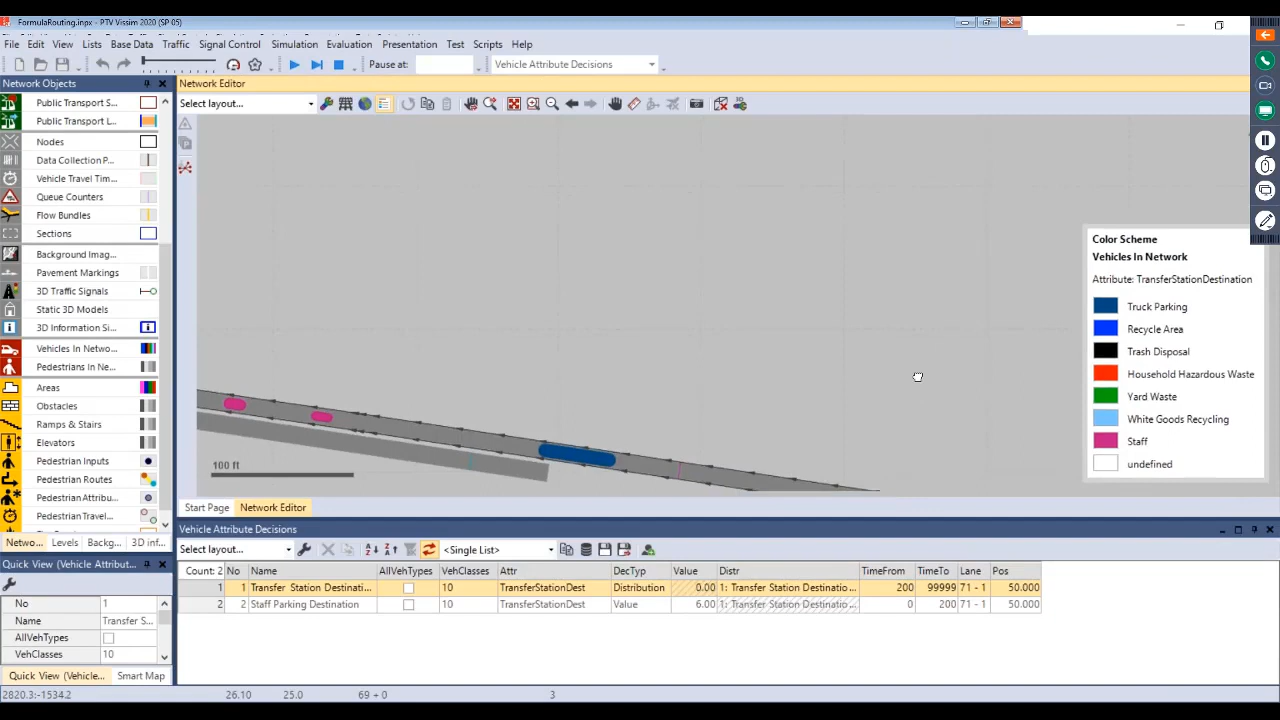 FormulaRouting.inpx - PTV Vissim 2020 (SP 05)
File Edit View Lists Base Data Traffic Signal Control Simulation Evaluation Presentation Test Scripts Help
Pause at: Vehicle Attribute Decisions
Network Objects
Network Editor
Select layout...
Public Transport S...
Public Transport L...
Nodes
Data Collection P...
Vehicle Travel Tim...
Queue Counters
Flow Bundles
Sections
Background Imag...
Pavement Markings
3D Traffic Signals
Static 3D Models
3D Information Si...
Vehicles In Netwo...
Pedestrians In Ne...
Areas
Obstacles
Ramps & Stairs
Elevators
Pedestrian Inputs
Pedestrian Routes
Pedestrian Attribu...
Pedestrian Travel...
Netwo... Levels Backg... 3D inf...
Color Scheme
Vehicles In Network
Attribute: TransferStationDestination
Truck Parking
Recycle Area
Trash Disposal
Household Hazardous Waste
Yard Waste
White Goods Recycling
Staff
undefined
100 ft
Start Page Network Editor
Quick View (Vehicle Attribut...
No 1
Name Transfer S...
AllVehTypes
VehClasses 10
Quick View (Vehicle... Smart Map
Vehicle Attribute Decisions
Select layout... <Single List>
Count: 2 No Name AllVehTypes VehClasses Attr DecTyp Value Distr TimeFrom TimeTo Lane Pos
1 1 Transfer Station Destinati... 10 TransferStationDest Distribution 0.00 1: Transfer Station Destinatio... 200 99999 71 - 1 50.000
2 2 Staff Parking Destination 10 TransferStationDest Value 6.00 1: Transfer Station Destinatio... 0 200 71 - 1 50.000
2820.3:-1534.2 26.10 25.0 69 + 0 3